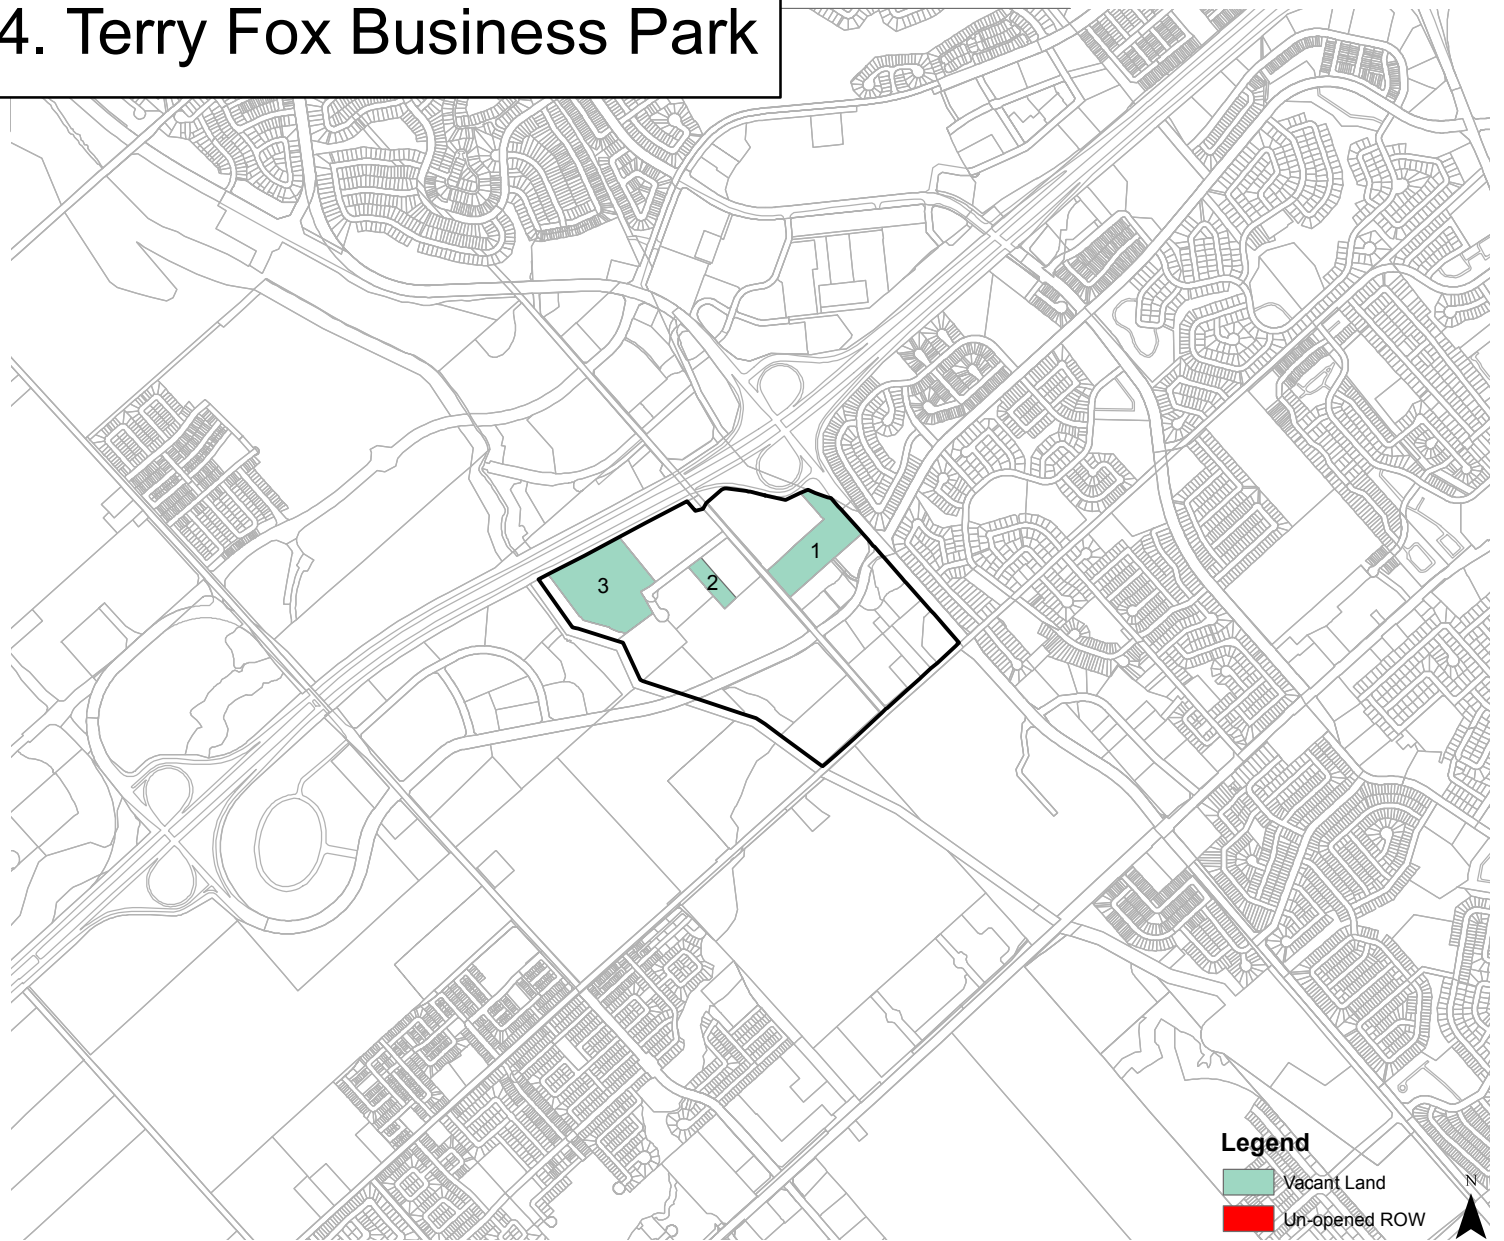 4. Terry Fox Business Park
1
2
3
Legend
Vacant Land
Un-opened ROW
N